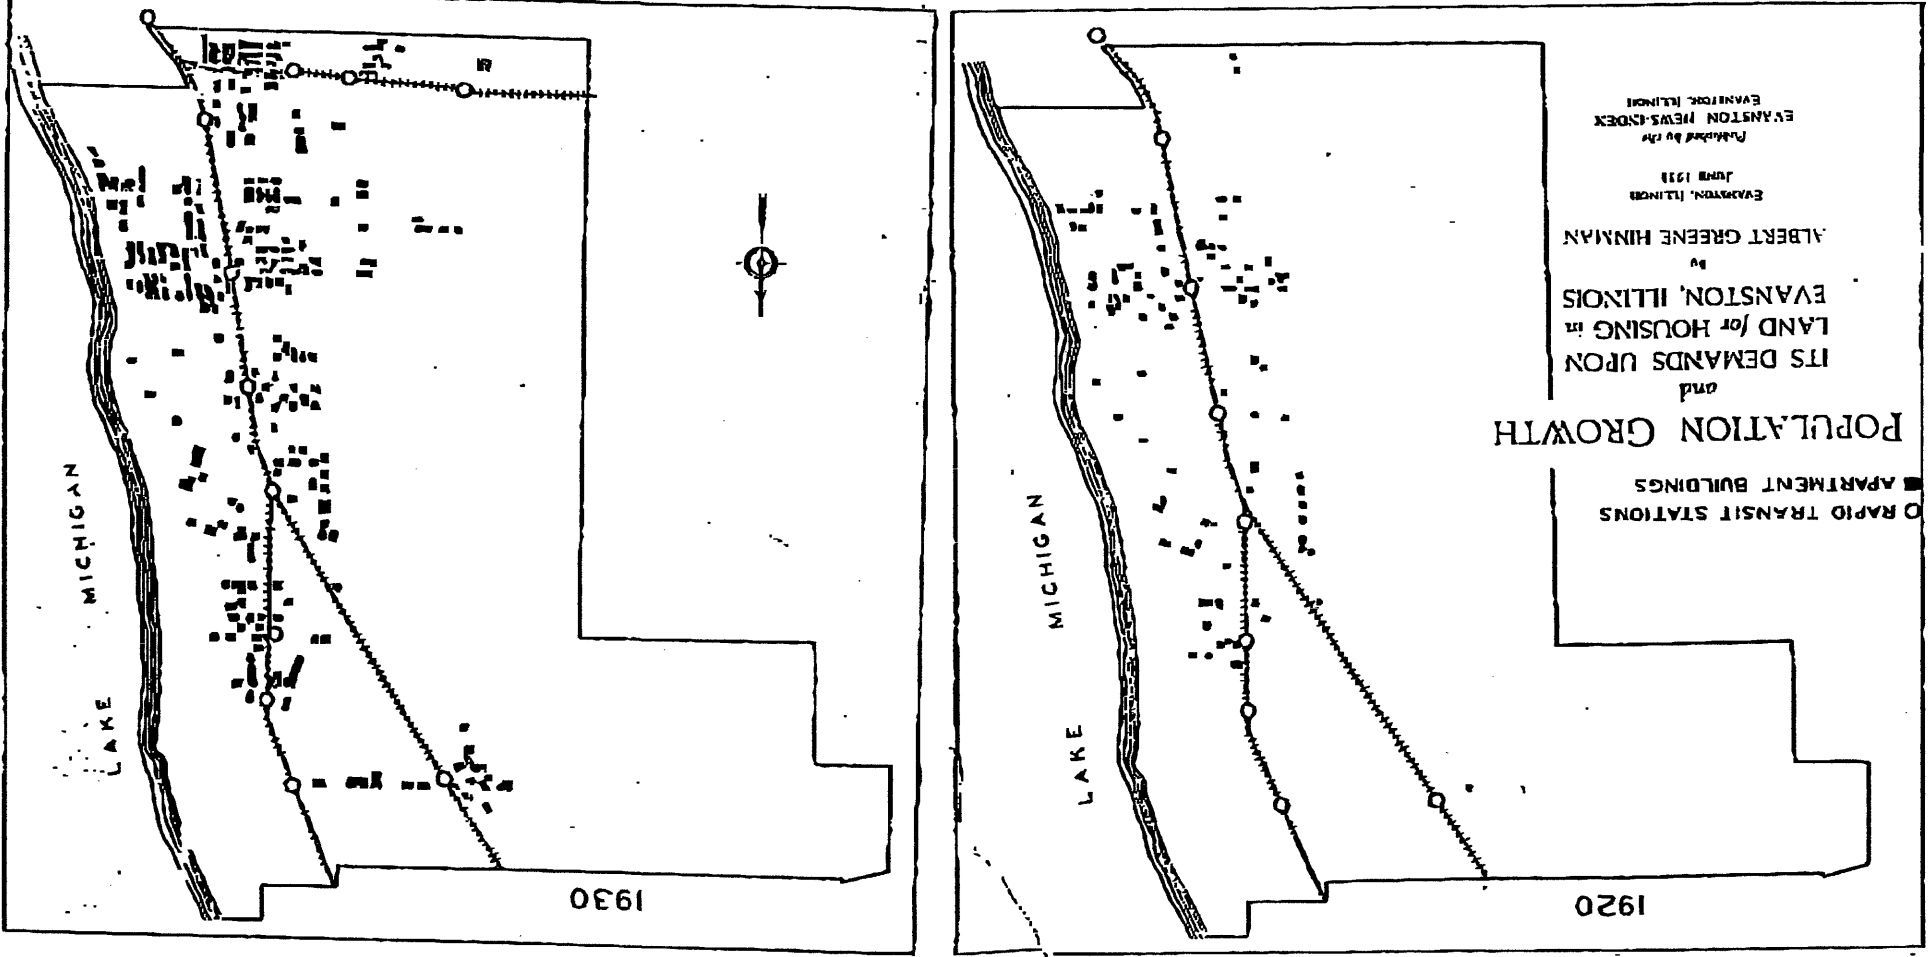 1920
RAPID TRANSIT STATIONS
APARTMENT BUILDINGS
POPULATION GROWTH
and
ITS DEMANDS UPON
LAND for HOUSING in
EVANSTON, ILLINOIS
by
ALBERT GREENE HINMAN
EVANSTON, ILLINOIS
JUNE
Published by the
EVANSTON NEWS-INDEX
EVANSTON, ILLINOIS
LAKE MICHIGAN
1930
LAKE MICHIGAN